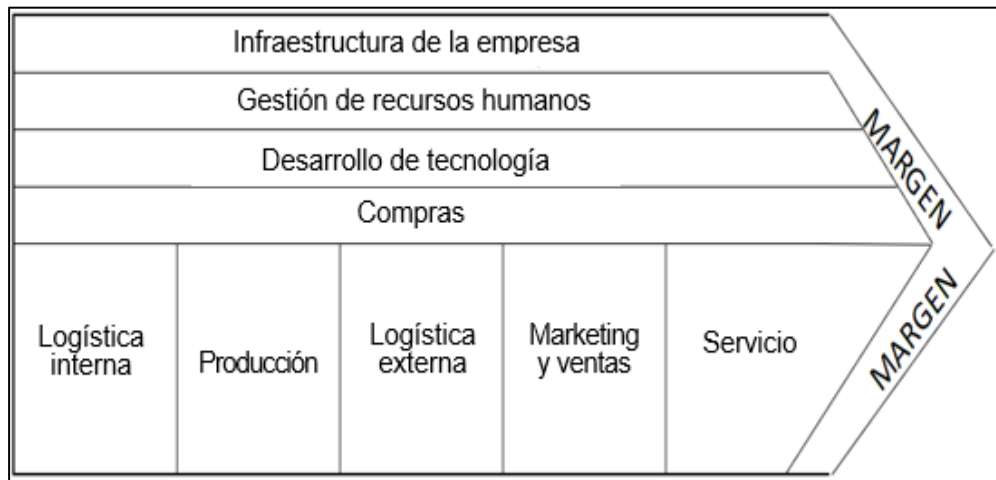 Infraestructura de la empresa
Gestión de recursos humanos
Desarrollo de tecnología
Compras
MARGEN
Logística
interna
Producción
Logística
externa
Marketing
y ventas
Servicio
MARGEN